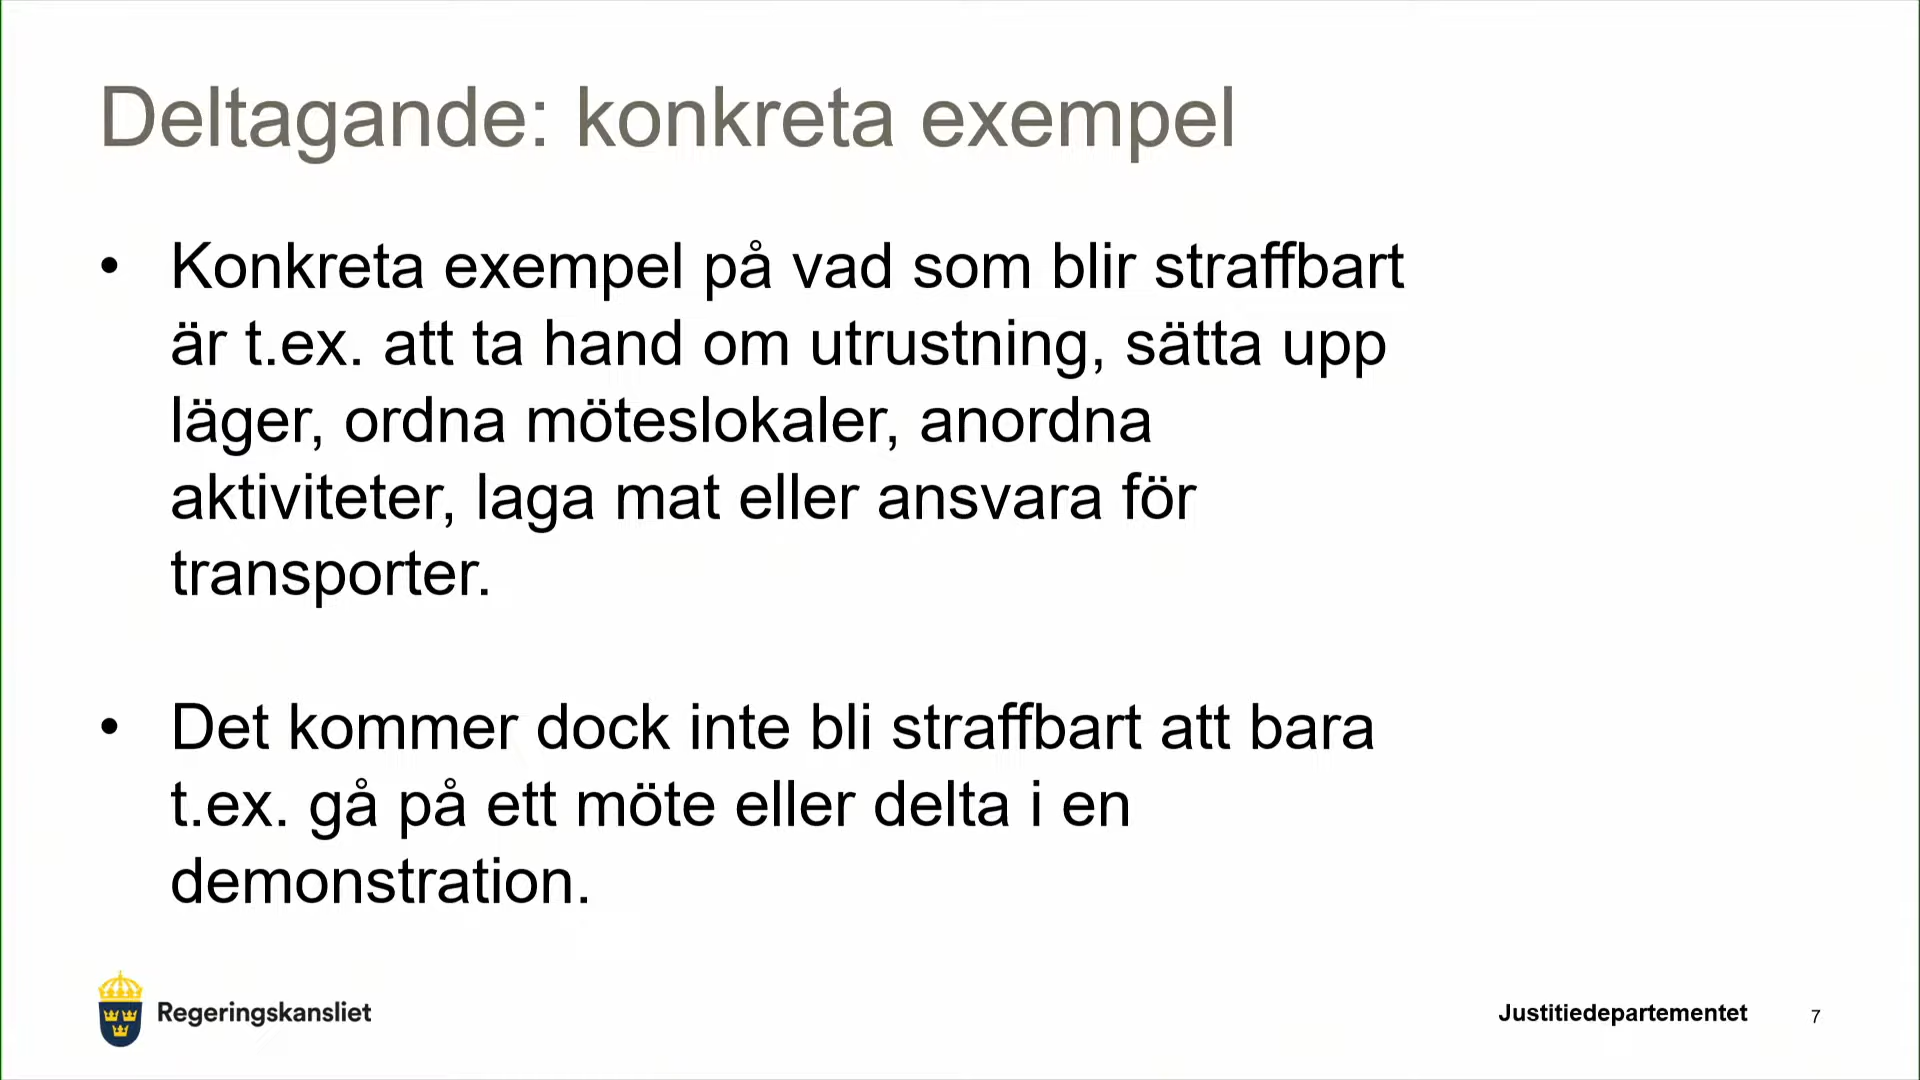 Deltagande: konkreta exempel
• Konkreta exempel på vad som blir straffbart
är t.ex. att ta hand om utrustning, sätta upp
läger, ordna möteslokaler, anordna
aktiviteter, laga mat eller ansvara för
transporter.
• Det kommer dock inte bli straffbart att bara
t.ex. gå på ett möte eller delta i en
demonstration.
Regeringskansliet
Justitiedepartementet 7